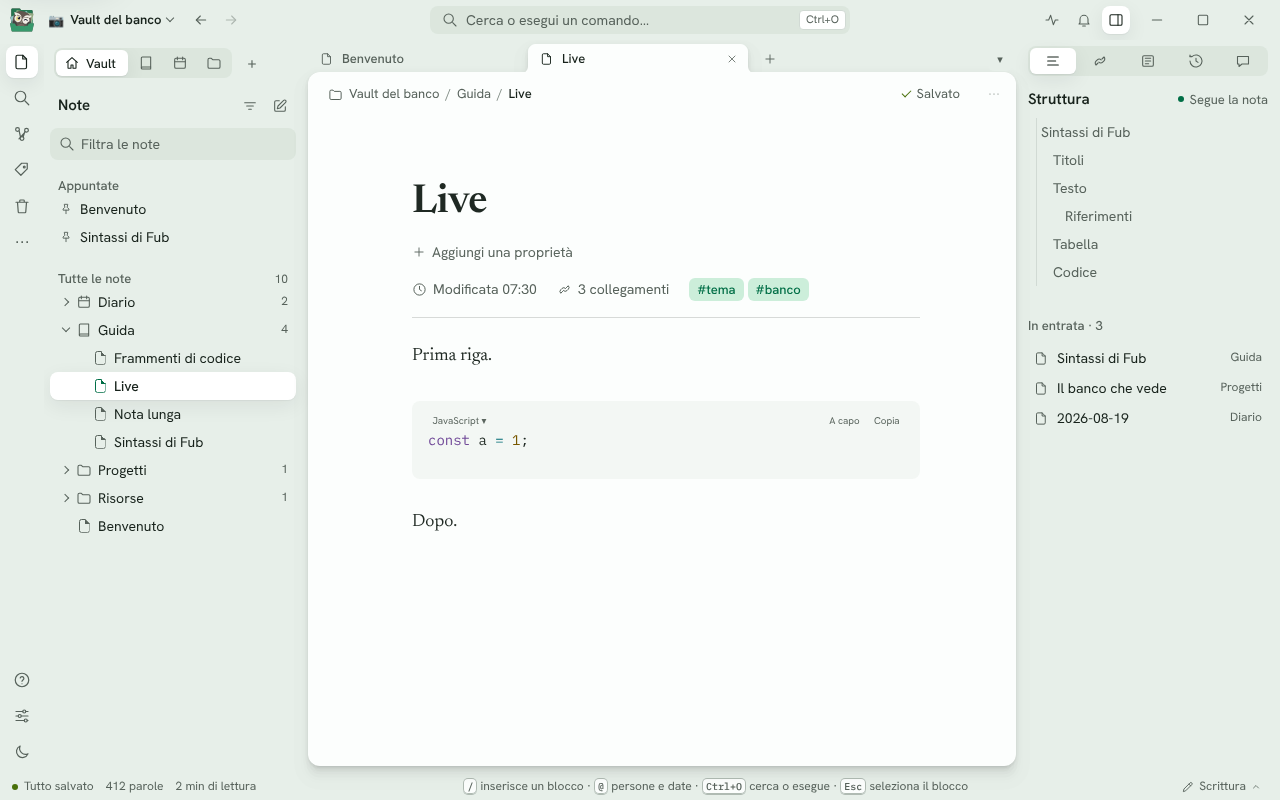 Vault del banco
Cerca o esegui un comando…
Ctrl+O
Vault
Note
Filtra le note
Appuntate
Benvenuto
Sintassi di Fub
Tutte le note 10
Diario 2
Guida 4
Frammenti di codice
Live
Nota lunga
Sintassi di Fub
Progetti 1
Risorse 1
Benvenuto
Benvenuto
Live
Vault del banco / Guida / Live
Salvato
Live
Aggiungi una proprietà
Modificata 07:30
3 collegamenti
#tema
#banco
Prima riga.
JavaScript ▾
A capo
Copia
const a = 1;
Dopo.
Struttura
Segue la nota
Sintassi di Fub
Titoli
Testo
Riferimenti
Tabella
Codice
In entrata · 3
Sintassi di Fub Guida
Il banco che vede Progetti
2026-08-19 Diario
Tutto salvato 412 parole 2 min di lettura
/ inserisce un blocco · @ persone e date · Ctrl+O cerca o esegue · Esc seleziona il blocco
Scrittura